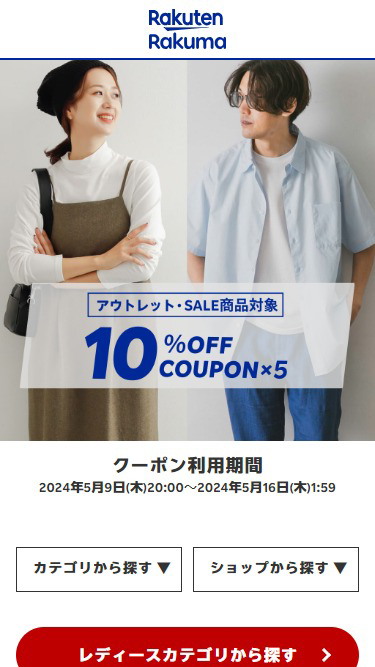 Rakuten
Rakuma
アウトレット・SALE商品対象
10%OFF
COUPON×5
クーポン利用期間
2024年5月9日(木)20:00〜2024年5月16日(木)1:59
カテゴリから探す▼ ショップから探す▼
レディースカテゴリから探す